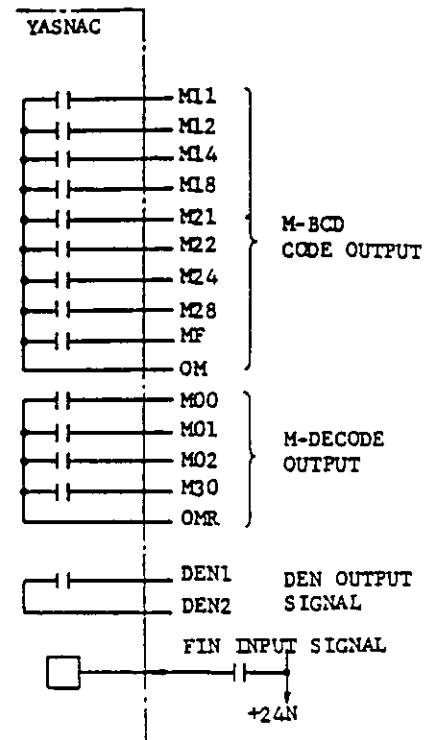 YASNAC
M11
M12
M14
M18
M21
M22
M24
M28
MF
OM
M-BCD
CODE OUTPUT
M00
M01
M02
M30
OMR
M-DECODE
OUTPUT
DEN1
DEN2
DEN OUTPUT
SIGNAL
FIN INPUT SIGNAL
+24N